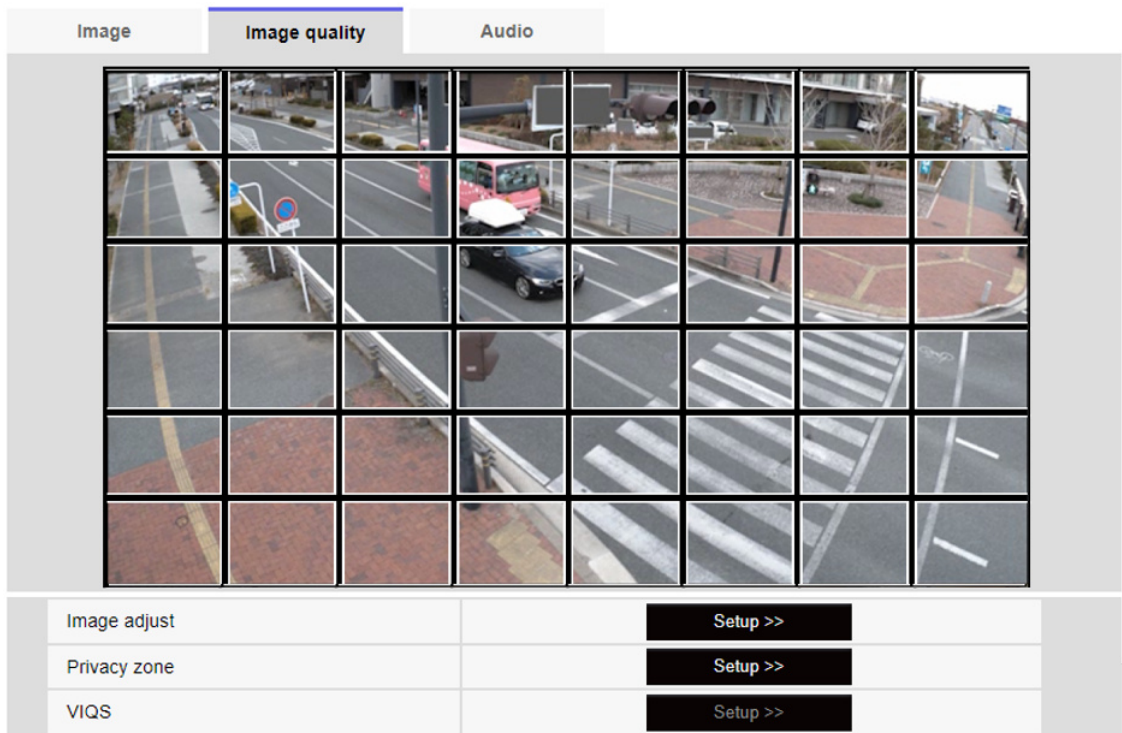 Image
Image quality
Audio
Image adjust
Setup >>
Privacy zone
Setup >>
VIQS
Setup >>